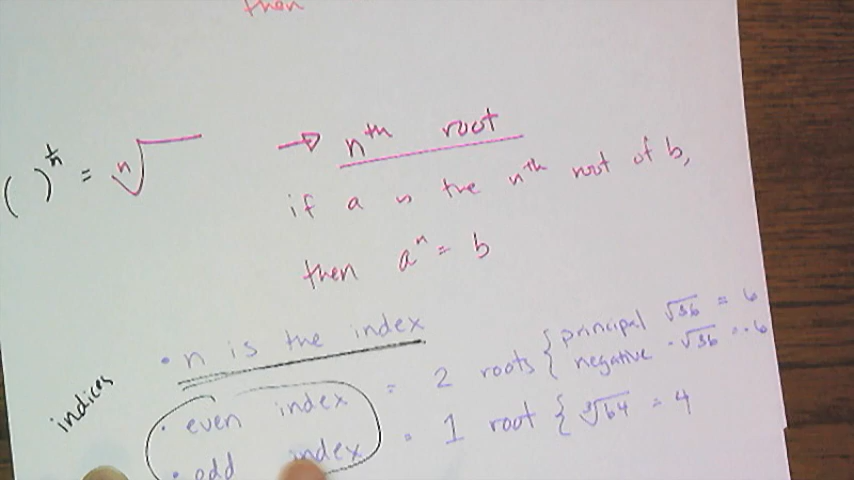 then
( )^{1/n} = ⁿ√
→ nth root
if a is the nth root of b,
then aⁿ = b
• n is the index
indices
• even index = 2 roots { principal √36 = 6
negative -√36 = -6
• odd index = 1 root { ³√64 = 4